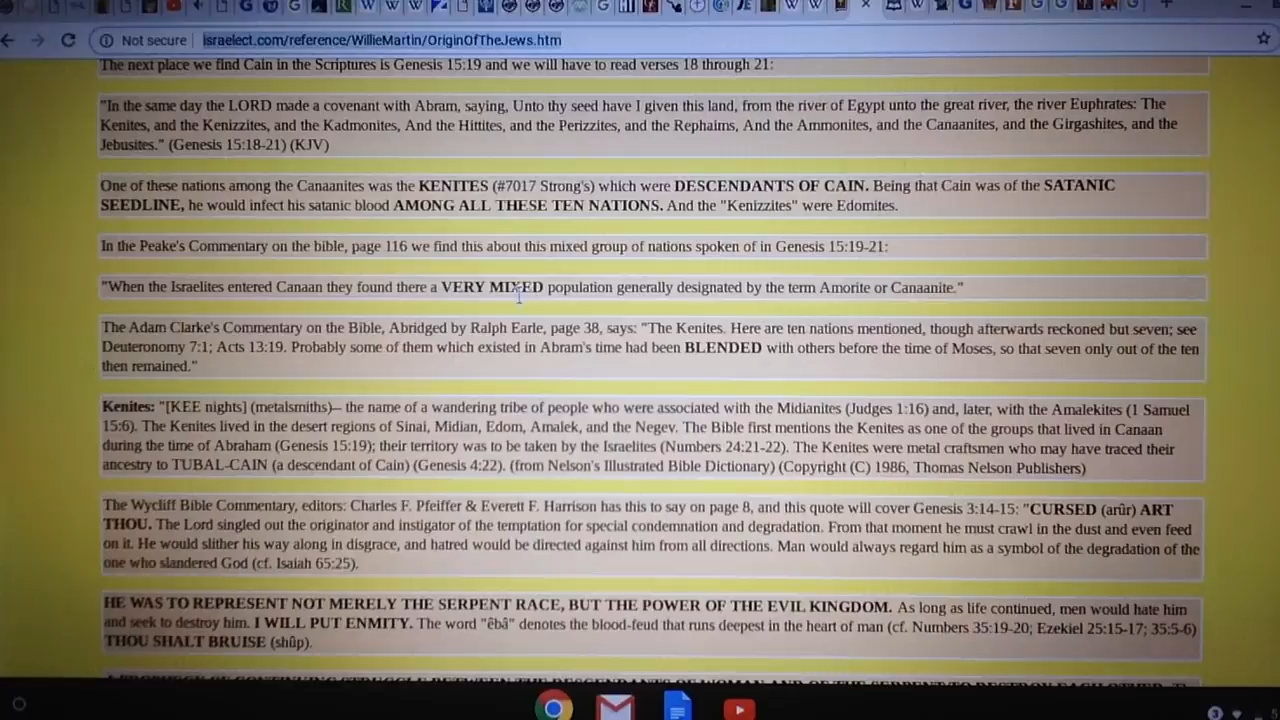 Not secure
israelect.com/reference/WillieMartin/OriginOfTheJews.htm
The next place we find Cain in the Scriptures is Genesis 15:19 and we will have to read verses 18 through 21:
"In the same day the LORD made a covenant with Abram, saying, Unto thy seed have I given this land, from the river of Egypt unto the great river, the river Euphrates: The
Kenites, and the Kenizzites, and the Kadmonites, And the Hittites, and the Perizzites, and the Rephaims, And the Ammonites, and the Canaanites, and the Girgashites, and the
Jebusites." (Genesis 15:18-21) (KJV)
One of these nations among the Canaanites was the KENITES (#7017 Strong's) which were DESCENDANTS OF CAIN. Being that Cain was of the SATANIC
SEEDLINE, he would infect his satanic blood AMONG ALL THESE TEN NATIONS. And the "Kenizzites" were Edomites.
In the Peake's Commentary on the bible, page 116 we find this about this mixed group of nations spoken of in Genesis 15:19-21:
"When the Israelites entered Canaan they found there a VERY MIXED population generally designated by the term Amorite or Canaanite."
The Adam Clarke's Commentary on the Bible, Abridged by Ralph Earle, page 38, says: "The Kenites. Here are ten nations mentioned, though afterwards reckoned but seven; see
Deuteronomy 7:1; Acts 13:19. Probably some of them which existed in Abram's time had been BLENDED with others before the time of Moses, so that seven only out of the ten
then remained."
Kenites: "[KEE nights] (metalsmiths)– the name of a wandering tribe of people who were associated with the Midianites (Judges 1:16) and, later, with the Amalekites (1 Samuel
15:6). The Kenites lived in the desert regions of Sinai, Midian, Edom, Amalek, and the Negev. The Bible first mentions the Kenites as one of the groups that lived in Canaan
during the time of Abraham (Genesis 15:19); their territory was to be taken by the Israelites (Numbers 24:21-22). The Kenites were metal craftsmen who may have traced their
ancestry to TUBAL-CAIN (a descendant of Cain) (Genesis 4:22). (from Nelson's Illustrated Bible Dictionary) (Copyright (C) 1986, Thomas Nelson Publishers)
The Wycliff Bible Commentary, editors: Charles F. Pfeiffer & Everett F. Harrison has this to say on page 8, and this quote will cover Genesis 3:14-15: "CURSED (arûr) ART
THOU. The Lord singled out the originator and instigator of the temptation for special condemnation and degradation. From that moment he must crawl in the dust and even feed
on it. He would slither his way along in disgrace, and hatred would be directed against him from all directions. Man would always regard him as a symbol of the degradation of the
one who slandered God (cf. Isaiah 65:25).
HE WAS TO REPRESENT NOT MERELY THE SERPENT RACE, BUT THE POWER OF THE EVIL KINGDOM. As long as life continued, men would hate him
and seek to destroy him. I WILL PUT ENMITY. The word "êbâ" denotes the blood-feud that runs deepest in the heart of man (cf. Numbers 35:19-20; Ezekiel 25:15-17; 35:5-6)
THOU SHALT BRUISE (shûp).